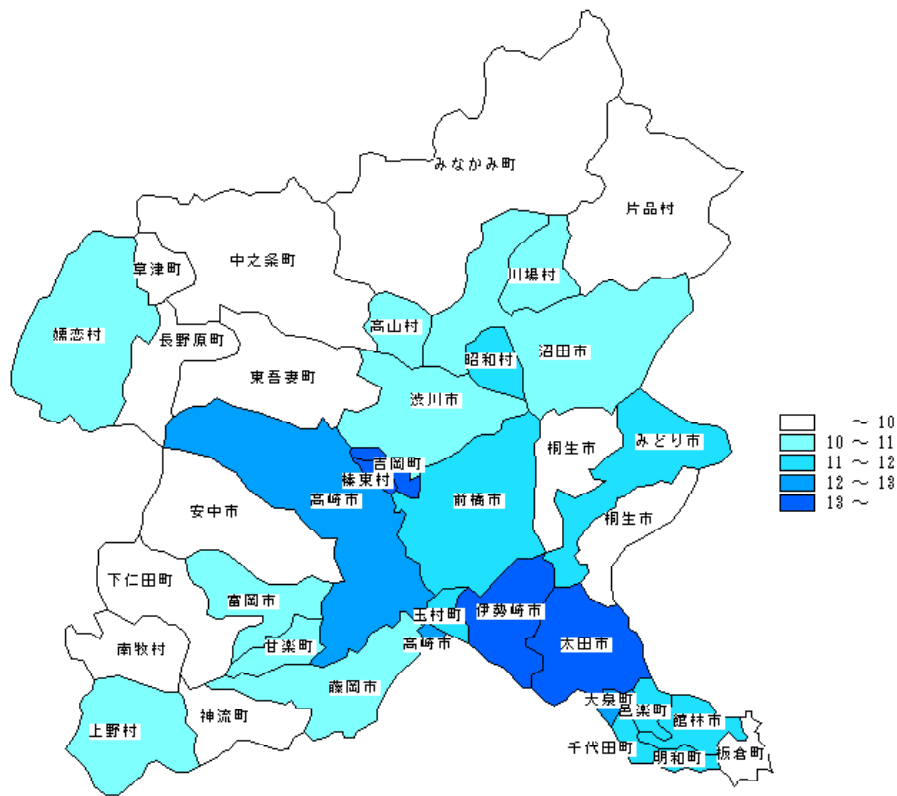 みなかみ町
片品村
中之条町
草津町
川場村
嬬恋村
長野原町
高山村
昭和村
沼田市
東吾妻町
渋川市
桐生市
みどり市
吉岡町
榛東村
高崎市
前橋市
安中市
桐生市
下仁田町
富岡市
玉村町
伊勢崎市
高崎市
太田市
南牧村
甘楽町
藤岡市
大泉町
邑楽町
館林市
神流町
上野村
千代田町
明和町
板倉町
～ 10
10 ～ 11
11 ～ 12
12 ～ 13
13 ～